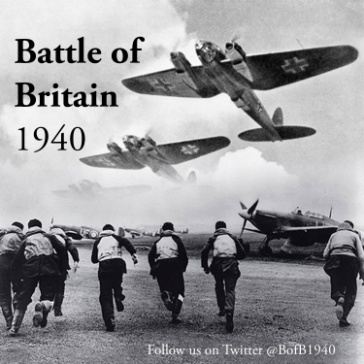 Battle of
Britain
1940
Follow us on Twitter @BofB1940